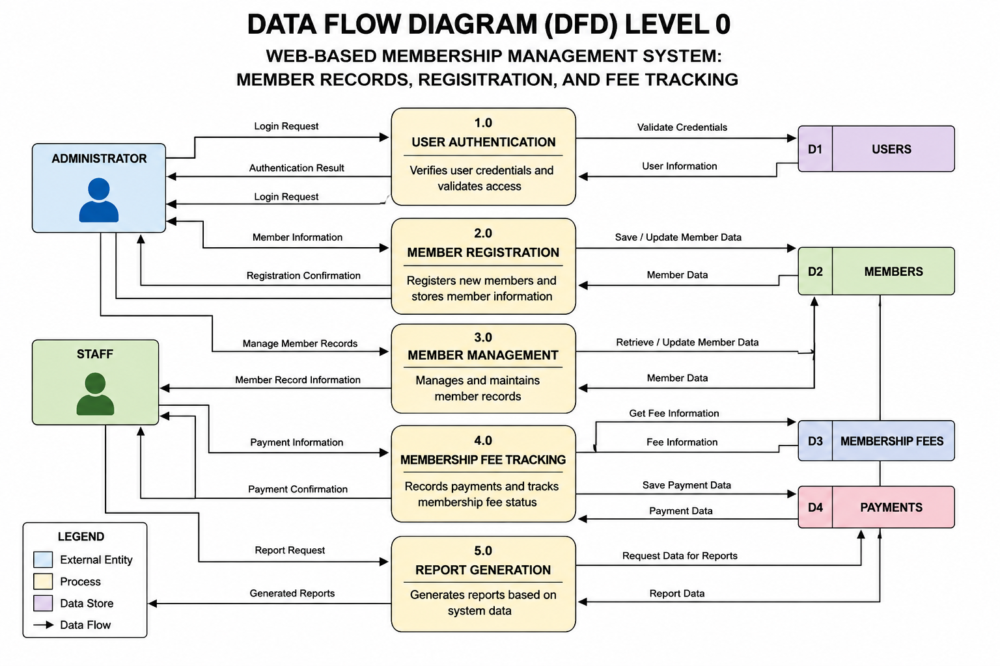 DATA FLOW DIAGRAM (DFD) LEVEL 0
WEB-BASED MEMBERSHIP MANAGEMENT SYSTEM:
MEMBER RECORDS, REGISITRATION, AND FEE TRACKING
ADMINISTRATOR
Login Request
Authentication Result
Login Request
Member Information
Registration Confirmation
1.0
USER AUTHENTICATION
Verifies user credentials and
validates access
Validate Credentials
User Information
D1
USERS
2.0
MEMBER REGISTRATION
Registers new members and
stores member information
Save / Update Member Data
Member Data
D2
MEMBERS
STAFF
Manage Member Records
Member Record Information
3.0
MEMBER MANAGEMENT
Manages and maintains
member records
Retrieve / Update Member Data
Member Data
Payment Information
Payment Confirmation
4.0
MEMBERSHIP FEE TRACKING
Records payments and tracks
membership fee status
Get Fee Information
Fee Information
D3
MEMBERSHIP FEES
Save Payment Data
Payment Data
D4
PAYMENTS
Report Request
Generated Reports
5.0
REPORT GENERATION
Generates reports based on
system data
Request Data for Reports
Report Data
LEGEND
External Entity
Process
Data Store
Data Flow